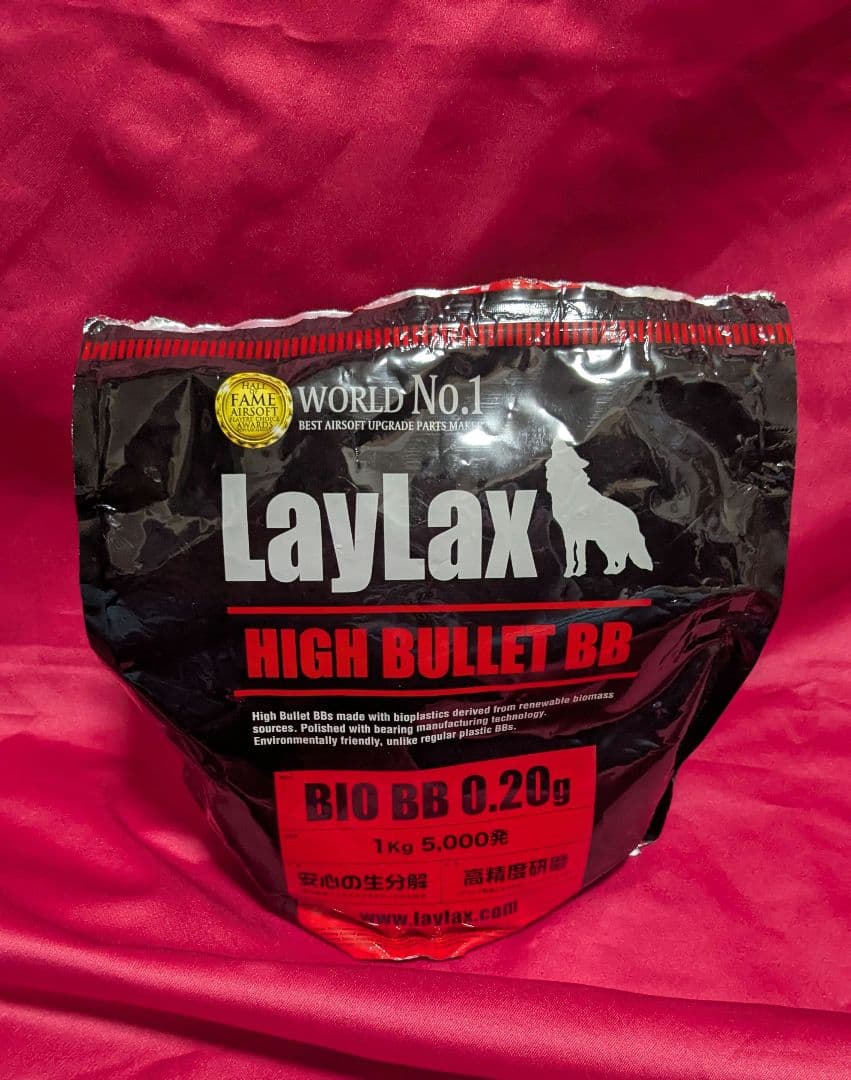 HALL
FAME
AIRSOFT
PLAYERS' CHOICE
AWARDS
WORLD No.1
BEST AIRSOFT UPGRADE PARTS MAKER
LayLax
HIGH BULLET BB
High Bullet BBs made with bioplastics derived from renewable biomass
sources. Polished with bearing manufacturing technology.
Environmentally friendly, unlike regular plastic BBs.
BIO BB 0.20g
1Kg 5,000発
安心の生分解 高精度研磨
www.laylax.com